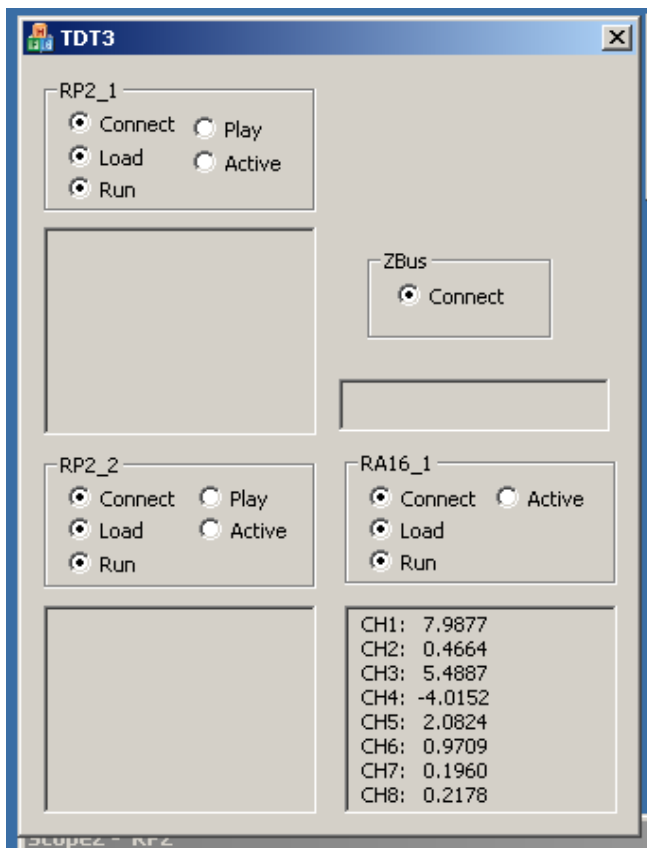 TDT3
RP2_1
Connect Play
Load Active
Run
ZBus
Connect
RP2_2
Connect Play
Load Active
Run
RA16_1
Connect Active
Load
Run
CH1: 7.9877
CH2: 0.4664
CH3: 5.4887
CH4: -4.0152
CH5: 2.0824
CH6: 0.9709
CH7: 0.1960
CH8: 0.2178
Scope2 - RP2